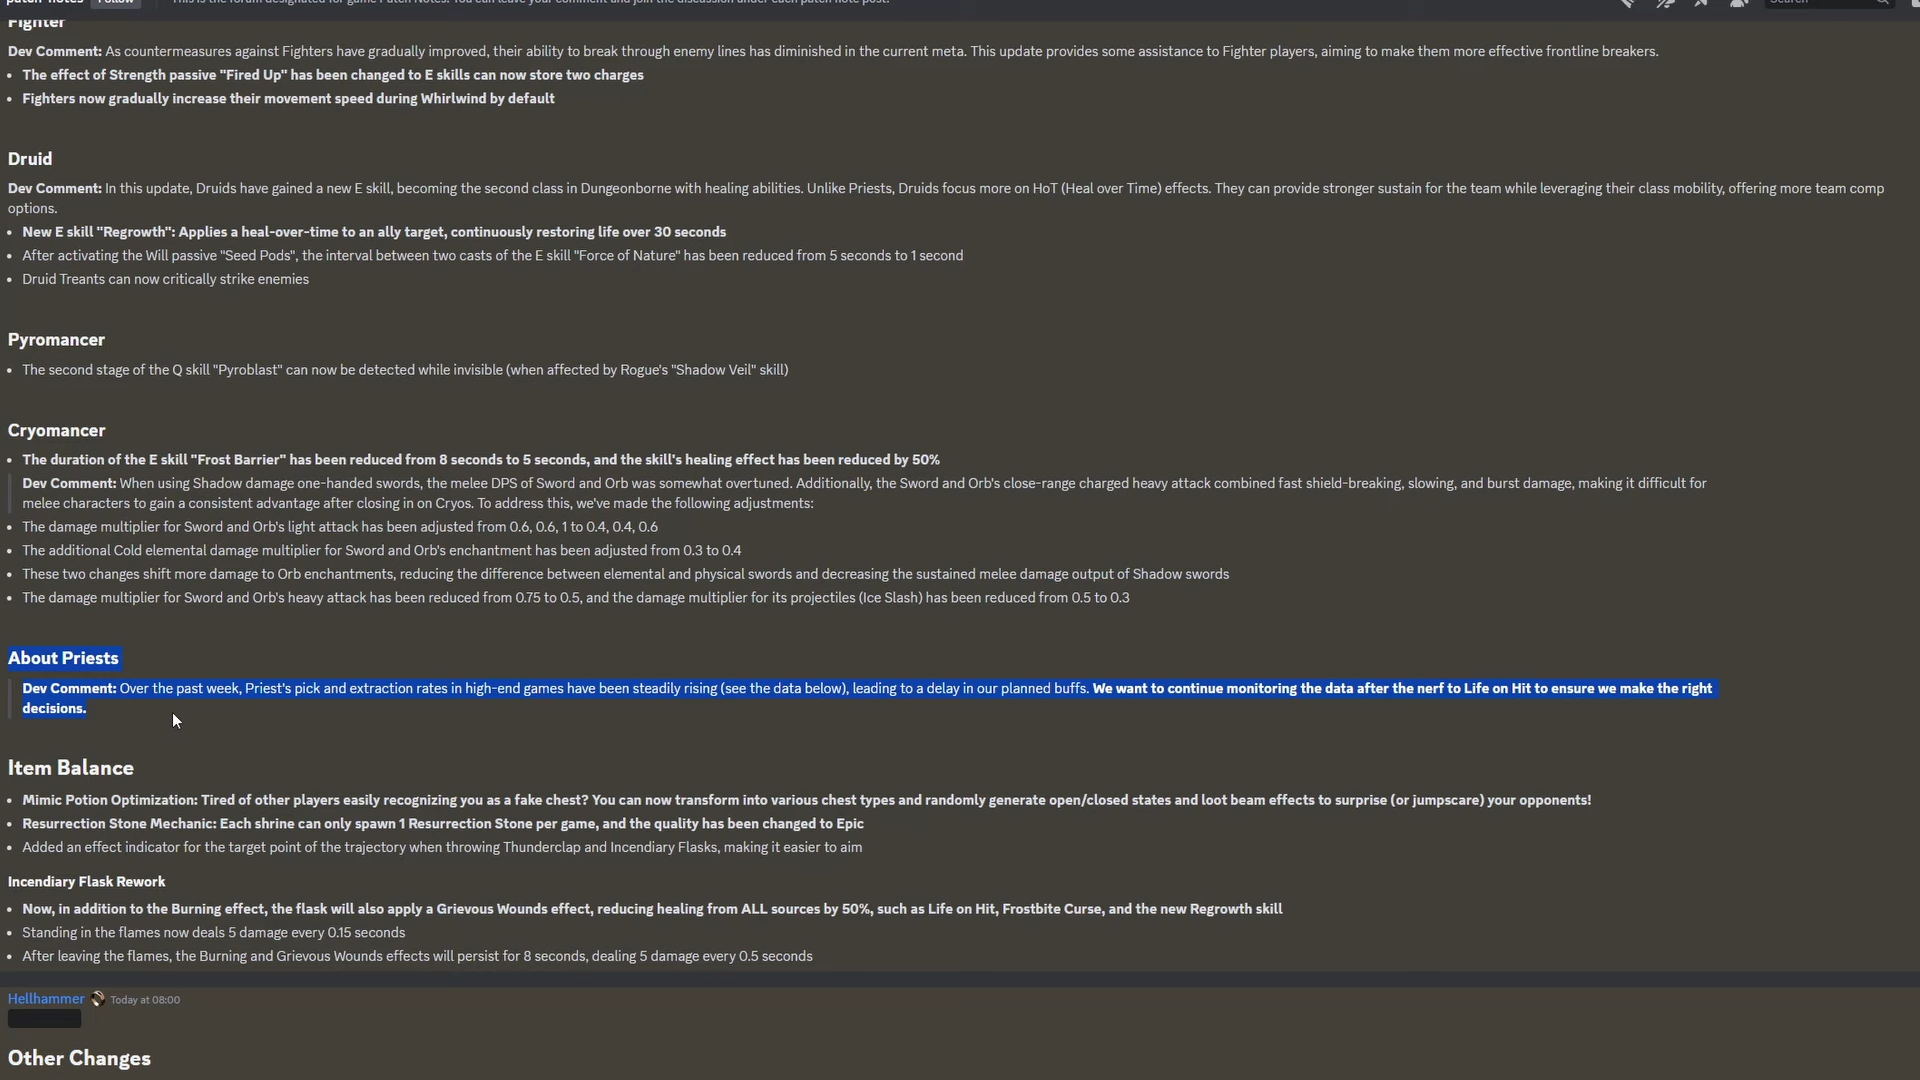 patch-notes Follow This is the forum designated for game Patch Notes. You can leave your comment and join the discussion under each patch note post. Search
Fighter
Dev Comment: As countermeasures against Fighters have gradually improved, their ability to break through enemy lines has diminished in the current meta. This update provides some assistance to Fighter players, aiming to make them more effective frontline breakers.
• The effect of Strength passive "Fired Up" has been changed to E skills can now store two charges
• Fighters now gradually increase their movement speed during Whirlwind by default
Druid
Dev Comment: In this update, Druids have gained a new E skill, becoming the second class in Dungeonborne with healing abilities. Unlike Priests, Druids focus more on HoT (Heal over Time) effects. They can provide stronger sustain for the team while leveraging their class mobility, offering more team comp
options.
• New E skill "Regrowth": Applies a heal-over-time to an ally target, continuously restoring life over 30 seconds
• After activating the Will passive "Seed Pods", the interval between two casts of the E skill "Force of Nature" has been reduced from 5 seconds to 1 second
• Druid Treants can now critically strike enemies
Pyromancer
• The second stage of the Q skill "Pyroblast" can now be detected while invisible (when affected by Rogue's "Shadow Veil" skill)
Cryomancer
• The duration of the E skill "Frost Barrier" has been reduced from 8 seconds to 5 seconds, and the skill's healing effect has been reduced by 50%
Dev Comment: When using Shadow damage one-handed swords, the melee DPS of Sword and Orb was somewhat overtuned. Additionally, the Sword and Orb's close-range charged heavy attack combined fast shield-breaking, slowing, and burst damage, making it difficult for
melee characters to gain a consistent advantage after closing in on Cryos. To address this, we've made the following adjustments:
• The damage multiplier for Sword and Orb's light attack has been adjusted from 0.6, 0.6, 1 to 0.4, 0.4, 0.6
• The additional Cold elemental damage multiplier for Sword and Orb's enchantment has been adjusted from 0.3 to 0.4
• These two changes shift more damage to Orb enchantments, reducing the difference between elemental and physical swords and decreasing the sustained melee damage output of Shadow swords
• The damage multiplier for Sword and Orb's heavy attack has been reduced from 0.75 to 0.5, and the damage multiplier for its projectiles (Ice Slash) has been reduced from 0.5 to 0.3
About Priests
Dev Comment: Over the past week, Priest's pick and extraction rates in high-end games have been steadily rising (see the data below), leading to a delay in our planned buffs. We want to continue monitoring the data after the nerf to Life on Hit to ensure we make the right
decisions.
Item Balance
• Mimic Potion Optimization: Tired of other players easily recognizing you as a fake chest? You can now transform into various chest types and randomly generate open/closed states and loot beam effects to surprise (or jumpscare) your opponents!
• Resurrection Stone Mechanic: Each shrine can only spawn 1 Resurrection Stone per game, and the quality has been changed to Epic
• Added an effect indicator for the target point of the trajectory when throwing Thunderclap and Incendiary Flasks, making it easier to aim
Incendiary Flask Rework
• Now, in addition to the Burning effect, the flask will also apply a Grievous Wounds effect, reducing healing from ALL sources by 50%, such as Life on Hit, Frostbite Curse, and the new Regrowth skill
• Standing in the flames now deals 5 damage every 0.15 seconds
• After leaving the flames, the Burning and Grievous Wounds effects will persist for 8 seconds, dealing 5 damage every 0.5 seconds
Hellhammer Today at 08:00
Other Changes